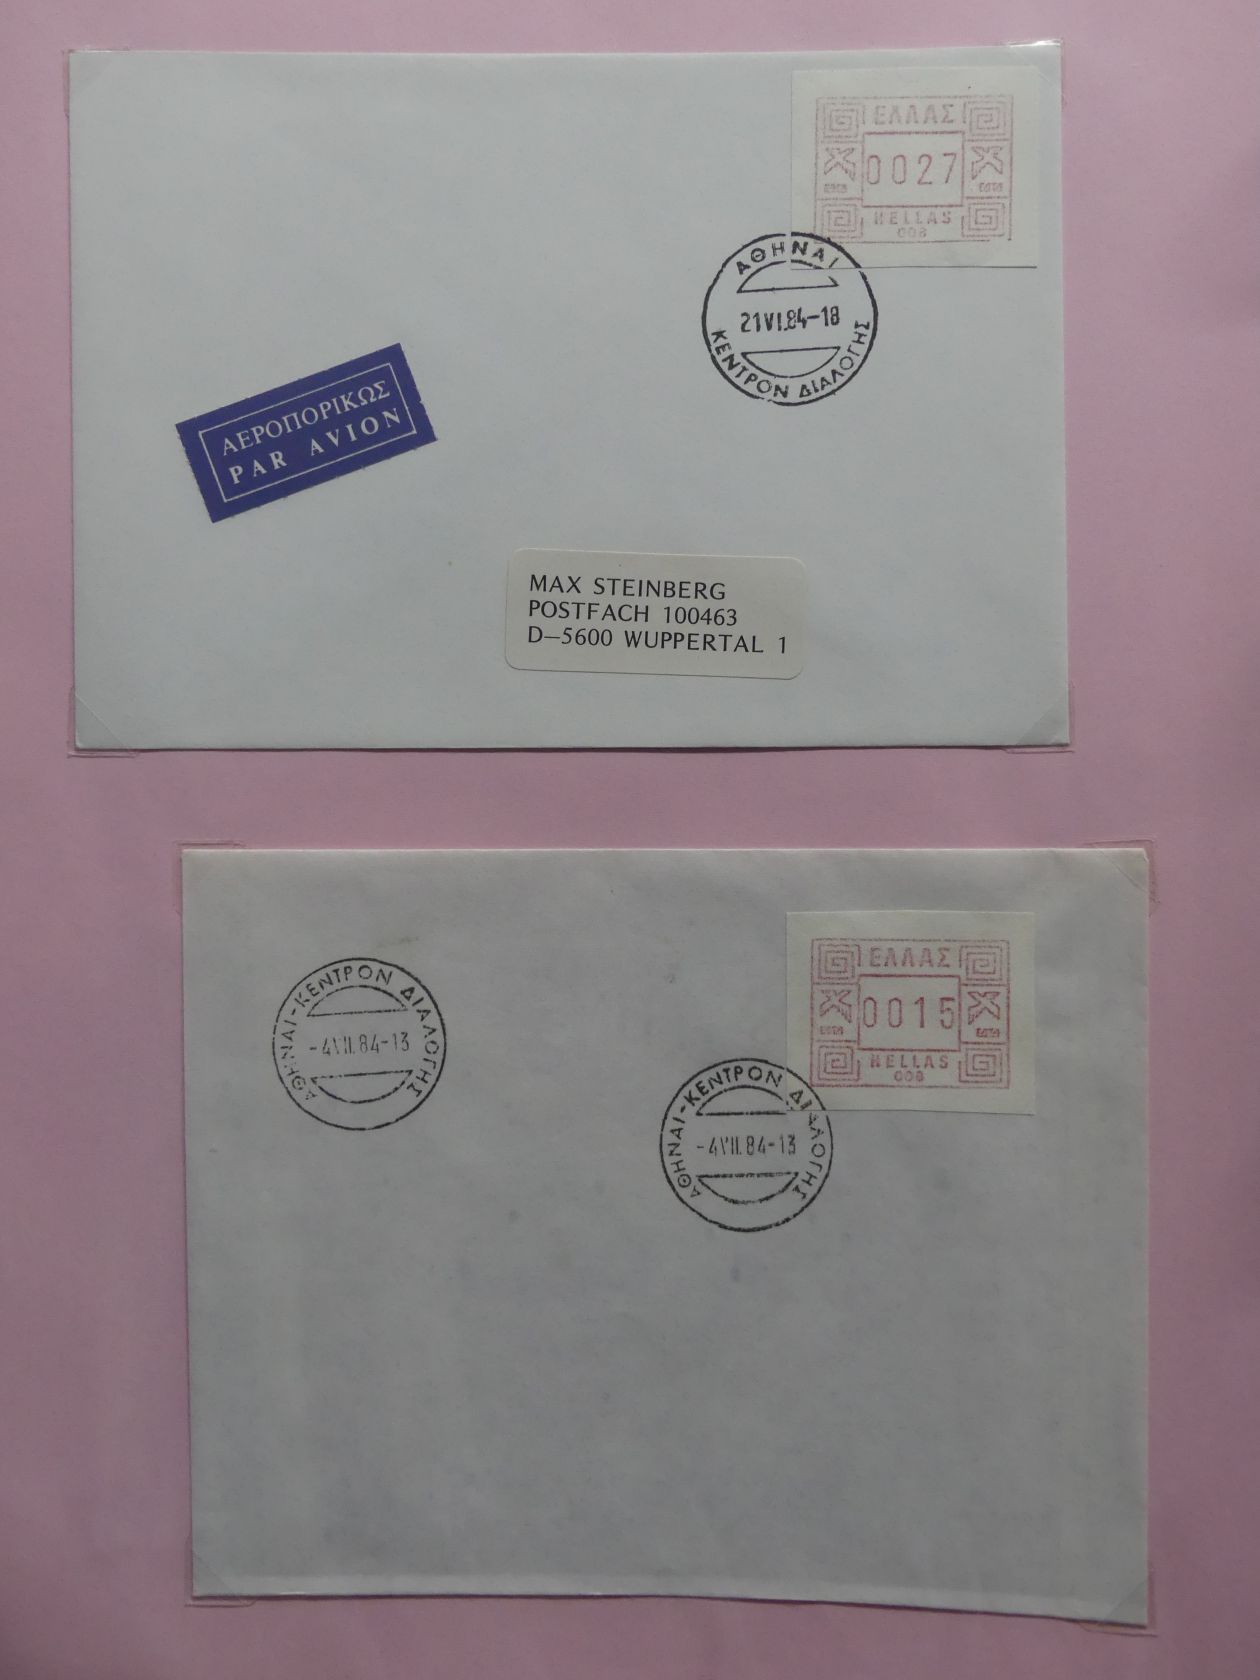 ΕΛΛΑΣ
0027
HELLAS
008
ΑΘΗΝΑΙ
21VI.84-18
ΚΕΝΤΡΟΝ ΔΙΑΛΟΓΗΣ
ΑΕΡΟΠΟΡΙΚΩΣ
PAR AVION
MAX STEINBERG
POSTFACH 100463
D—5600 WUPPERTAL 1
ΕΛΛΑΣ
0015
HELLAS
008
ΑΘΗΝΑΙ-ΚΕΝΤΡΟΝ ΔΙΑΛΟΓΗΣ
-4VII.84-13
ΑΘΗΝΑΙ-ΚΕΝΤΡΟΝ ΔΙΑΛΟΓΗΣ
-4VII.84-13